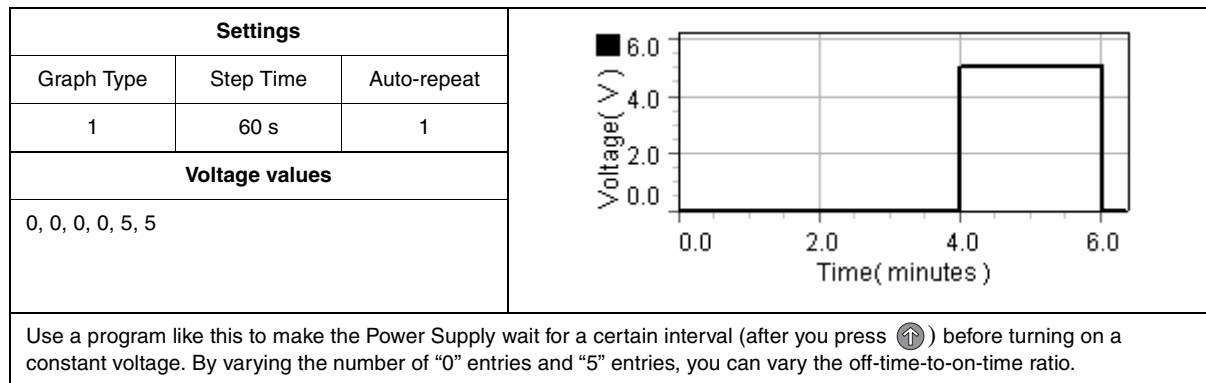 Settings
Graph Type Step Time Auto-repeat
1 60 s 1
Voltage values
0, 0, 0, 0, 5, 5
6.0
4.0
2.0
0.0
Voltage( V )
0.0 2.0 4.0 6.0
Time( minutes )
Use a program like this to make the Power Supply wait for a certain interval (after you press ) before turning on a
constant voltage. By varying the number of “0” entries and “5” entries, you can vary the off-time-to-on-time ratio.